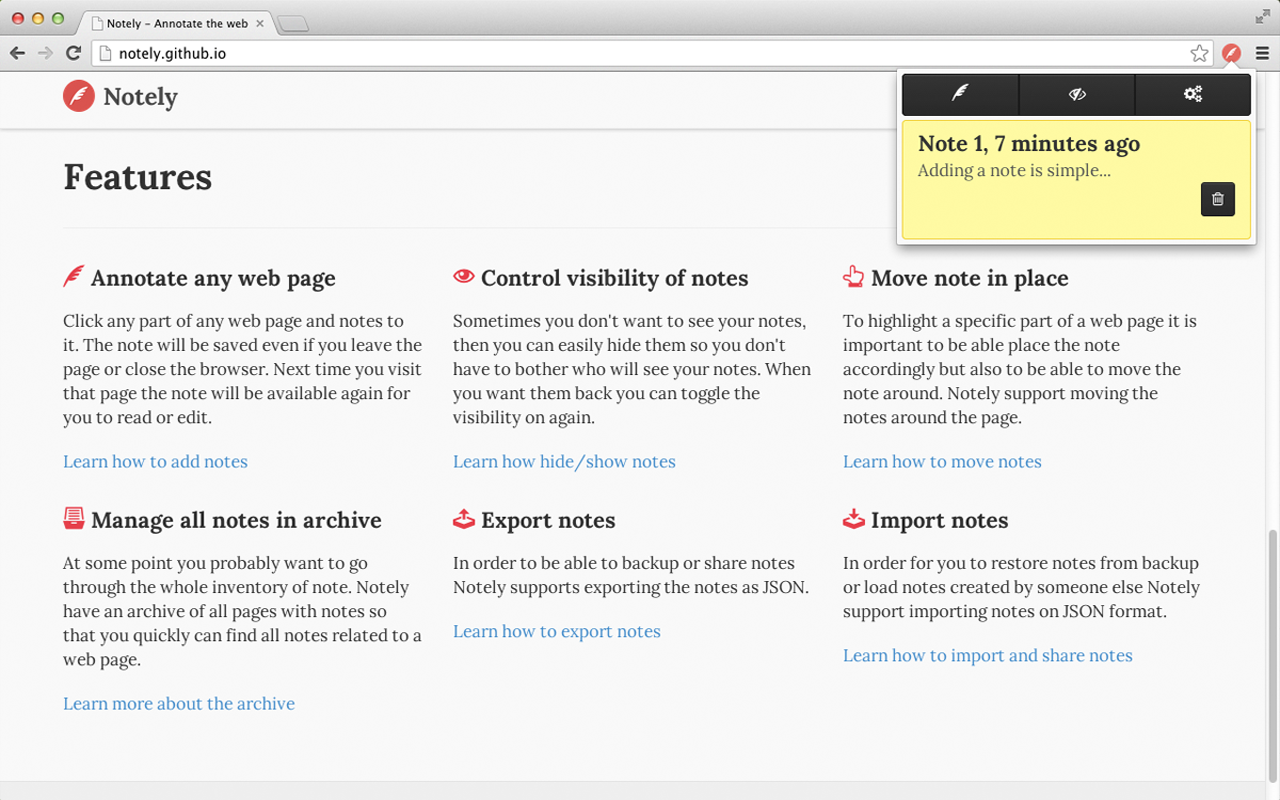 Notely – Annotate the web
notely.github.io
Notely
Note 1, 7 minutes ago
Adding a note is simple...
Features
Annotate any web page
Click any part of any web page and notes to
it. The note will be saved even if you leave the
page or close the browser. Next time you visit
that page the note will be available again for
you to read or edit.
Learn how to add notes
Control visibility of notes
Sometimes you don't want to see your notes,
then you can easily hide them so you don't
have to bother who will see your notes. When
you want them back you can toggle the
visibility on again.
Learn how hide/show notes
Move note in place
To highlight a specific part of a web page it is
important to be able place the note
accordingly but also to be able to move the
note around. Notely support moving the
notes around the page.
Learn how to move notes
Manage all notes in archive
At some point you probably want to go
through the whole inventory of note. Notely
have an archive of all pages with notes so
that you quickly can find all notes related to a
web page.
Learn more about the archive
Export notes
In order to be able to backup or share notes
Notely supports exporting the notes as JSON.
Learn how to export notes
Import notes
In order for you to restore notes from backup
or load notes created by someone else Notely
support importing notes on JSON format.
Learn how to import and share notes